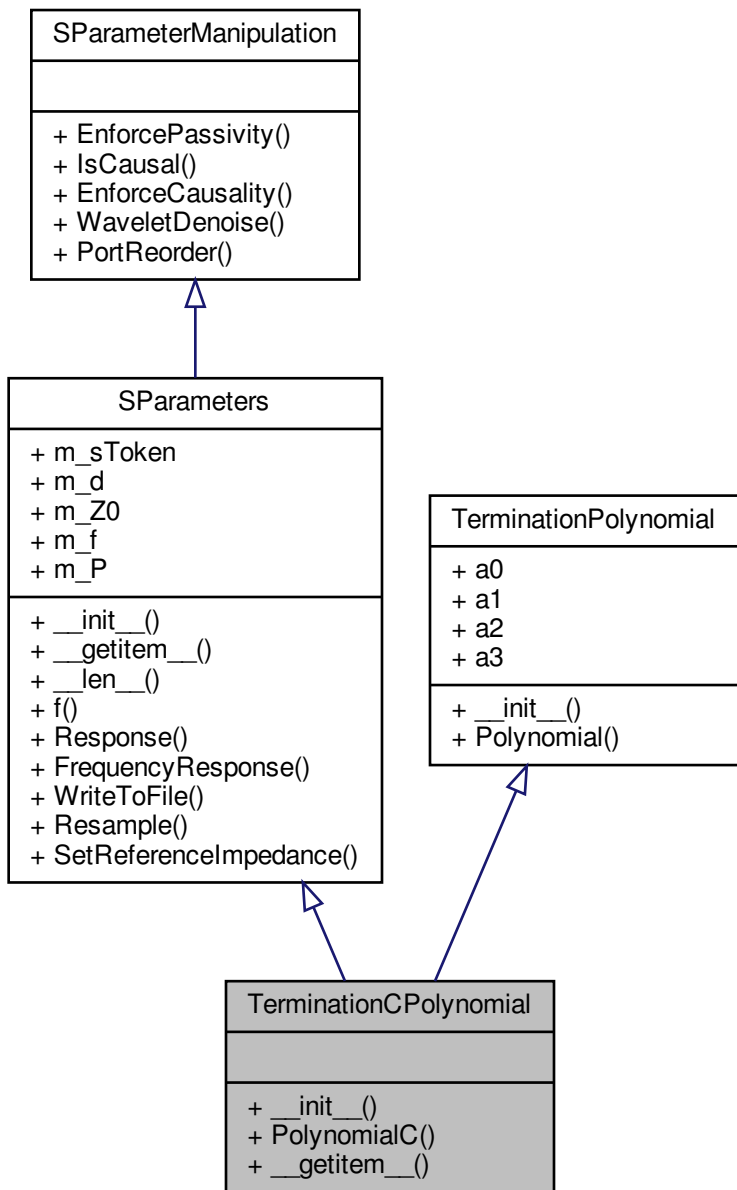 SParameterManipulation
+ EnforcePassivity()
+ IsCausal()
+ EnforceCausality()
+ WaveletDenoise()
+ PortReorder()
SParameters
+ m_sToken
+ m_d
+ m_Z0
+ m_f
+ m_P
+ __init__()
+ __getitem__()
+ __len__()
+ f()
+ Response()
+ FrequencyResponse()
+ WriteToFile()
+ Resample()
+ SetReferenceImpedance()
TerminationPolynomial
+ a0
+ a1
+ a2
+ a3
+ __init__()
+ Polynomial()
TerminationCPolynomial
+ __init__()
+ PolynomialC()
+ __getitem__()